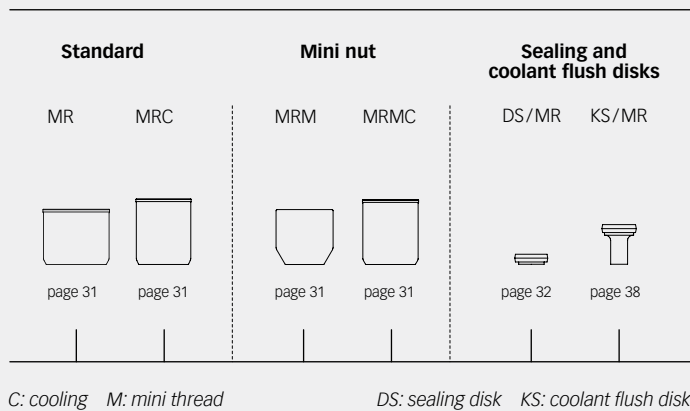 Standard
Mini nut
Sealing and
coolant flush disks
MR MRC MRM MRMC DS/MR KS/MR
page 31 page 31 page 31 page 31 page 32 page 38
C: cooling M: mini thread DS: sealing disk KS: coolant flush disk